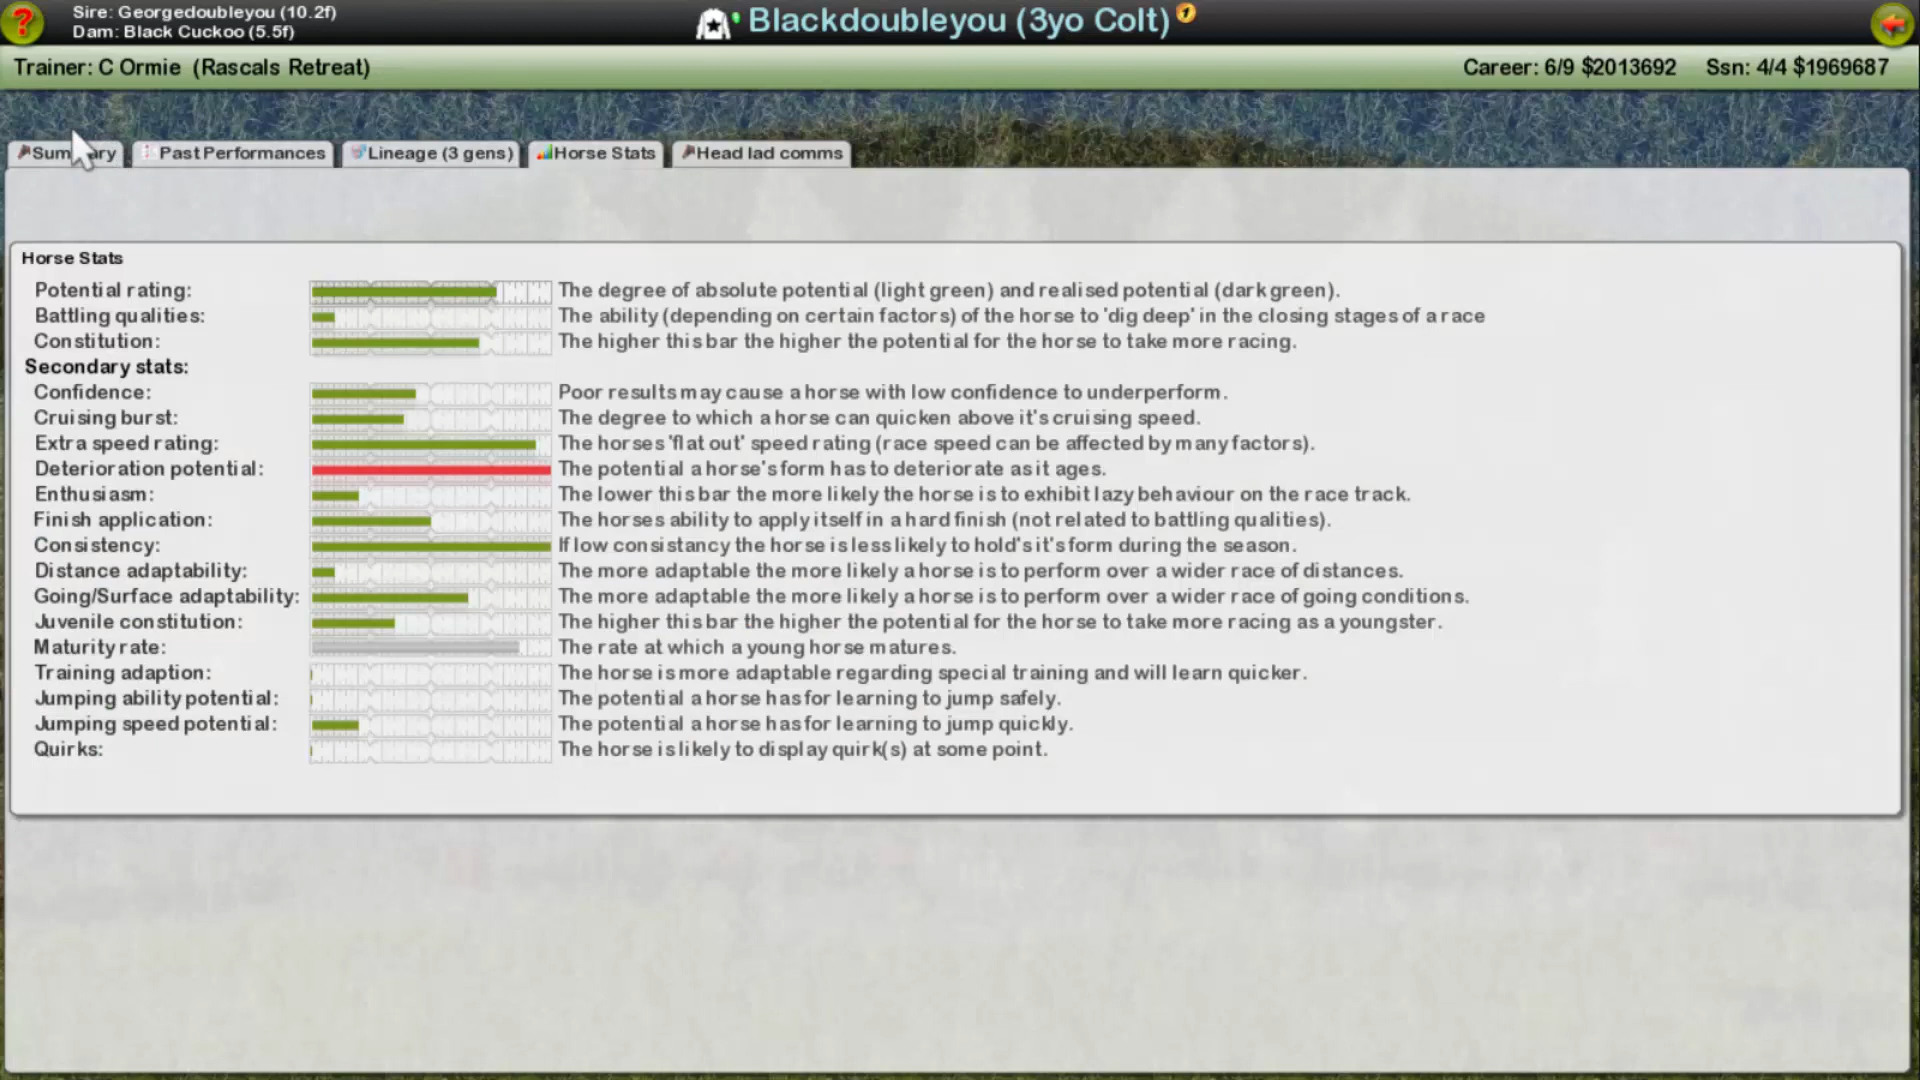 Sire: Georgedoubleyou (10.2f)
Dam: Black Cuckoo (5.5f)
Blackdoubleyou (3yo Colt)
1
Trainer: C Ormie (Rascals Retreat)
Career: 6/9 $2013692 Ssn: 4/4 $1969687
Past Performances
Lineage (3 gens)
Horse Stats
Head lad comms
Horse Stats
Potential rating: The degree of absolute potential (light green) and realised potential (dark green).
Battling qualities: The ability (depending on certain factors) of the horse to 'dig deep' in the closing stages of a race
Constitution: The higher this bar the higher the potential for the horse to take more racing.
Secondary stats:
Confidence: Poor results may cause a horse with low confidence to underperform.
Cruising burst: The degree to which a horse can quicken above it's cruising speed.
Extra speed rating: The horses 'flat out' speed rating (race speed can be affected by many factors).
Deterioration potential: The potential a horse's form has to deteriorate as it ages.
Enthusiasm: The lower this bar the more likely the horse is to exhibit lazy behaviour on the race track.
Finish application: The horses ability to apply itself in a hard finish (not related to battling qualities).
Consistency: If low consistancy the horse is less likely to hold's it's form during the season.
Distance adaptability: The more adaptable the more likely a horse is to perform over a wider race of distances.
Going/Surface adaptability: The more adaptable the more likely a horse is to perform over a wider race of going conditions.
Juvenile constitution: The higher this bar the higher the potential for the horse to take more racing as a youngster.
Maturity rate: The rate at which a young horse matures.
Training adaption: The horse is more adaptable regarding special training and will learn quicker.
Jumping ability potential: The potential a horse has for learning to jump safely.
Jumping speed potential: The potential a horse has for learning to jump quickly.
Quirks: The horse is likely to display quirk(s) at some point.